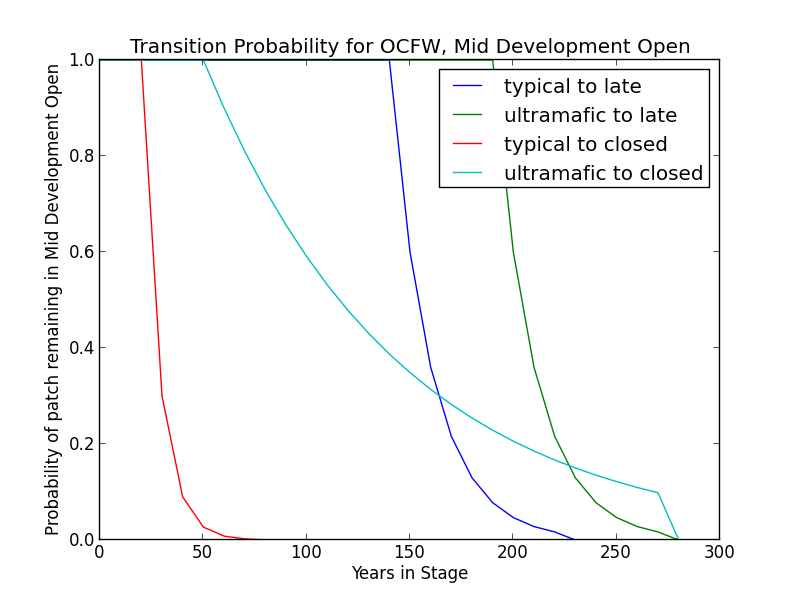 Transition Probability for OCFW, Mid Development Open
1.0
0.8
0.6
0.4
0.2
0.0
Probability of patch remaining in Mid Development Open
typical to late
ultramafic to late
typical to closed
ultramafic to closed
0 50 100 150 200 250 300
Years in Stage